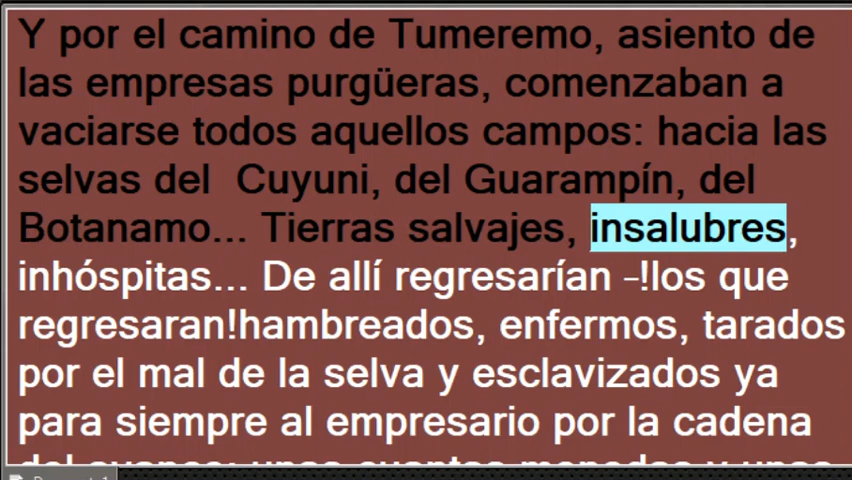 Y por el camino de Tumeremo, asiento de
las empresas purgüeras, comenzaban a
vaciarse todos aquellos campos: hacia las
selvas del  Cuyuni, del Guarampín, del
Botanamo... Tierras salvajes, insalubres,
inhóspitas... De allí regresarían –!los que
regresaran!hambreados, enfermos, tarados
por el mal de la selva y esclavizados ya
para siempre al empresario por la cadena